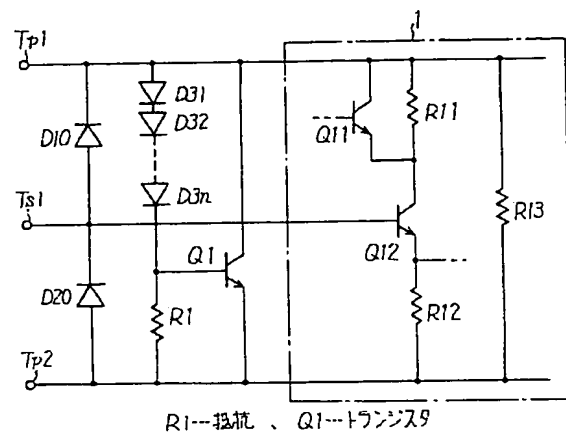 1
Tp1
D31
D32
D10
Q11
R11
D3n
Ts1
R13
Q1
Q12
D20
R1
R12
Tp2
R1---抵抗 、 Q1---トランジスタ